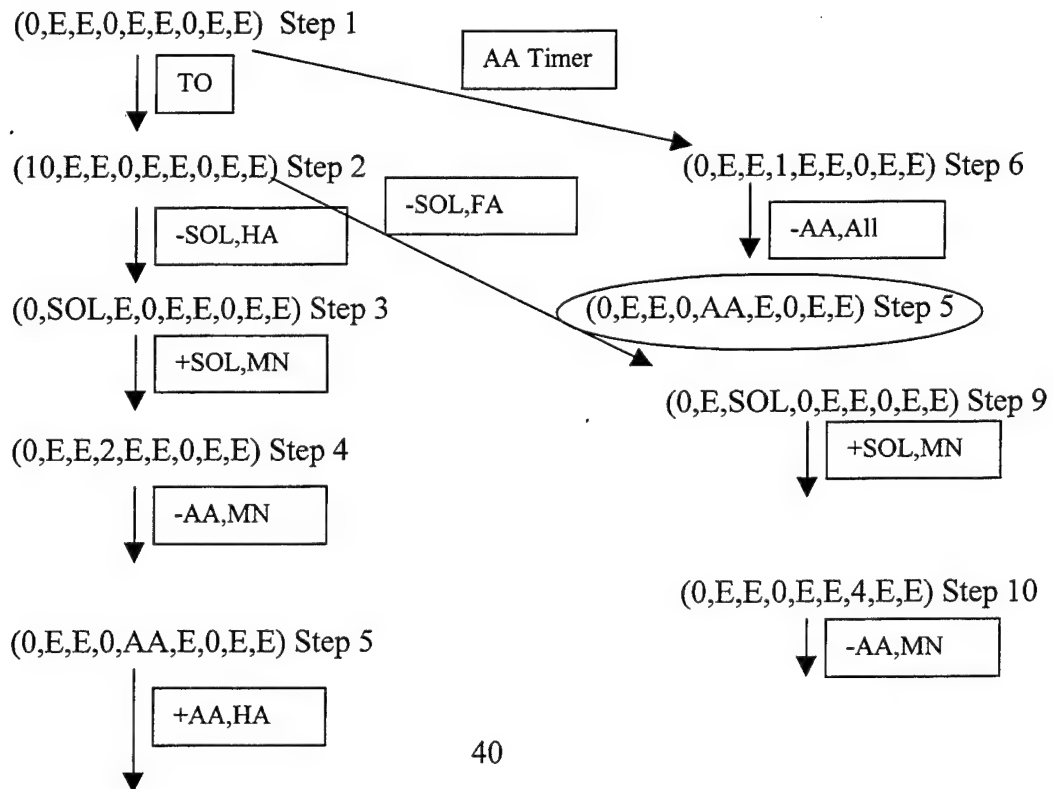 (0,E,E,0,E,E,0,E,E) Step 1
AA Timer
TO
(10,E,E,0,E,E,0,E,E) Step 2
(0,E,E,1,E,E,0,E,E) Step 6
-SOL,FA
-SOL,HA
-AA,All
(0,SOL,E,0,E,E,0,E,E) Step 3
(0,E,E,0,AA,E,0,E,E) Step 5
+SOL,MN
(0,E,SOL,0,E,E,0,E,E) Step 9
(0,E,E,2,E,E,0,E,E) Step 4
+SOL,MN
-AA,MN
(0,E,E,0,E,E,4,E,E) Step 10
(0,E,E,0,AA,E,0,E,E) Step 5
-AA,MN
+AA,HA
40